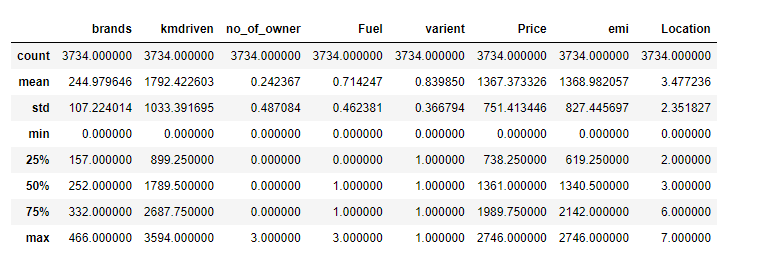 brands kmdriven no_of_owner Fuel varient Price emi Location
count 3734.000000 3734.000000 3734.000000 3734.000000 3734.000000 3734.000000 3734.000000 3734.000000
mean 244.979646 1792.422603 0.242367 0.714247 0.839850 1367.373326 1368.982057 3.477236
std 107.224014 1033.391695 0.487084 0.462381 0.366794 751.413446 827.445697 2.351827
min 0.000000 0.000000 0.000000 0.000000 0.000000 0.000000 0.000000 0.000000
25% 157.000000 899.250000 0.000000 0.000000 1.000000 738.250000 619.250000 2.000000
50% 252.000000 1789.500000 0.000000 1.000000 1.000000 1361.000000 1340.500000 3.000000
75% 332.000000 2687.750000 0.000000 1.000000 1.000000 1989.750000 2142.000000 6.000000
max 466.000000 3594.000000 3.000000 3.000000 1.000000 2746.000000 2746.000000 7.000000